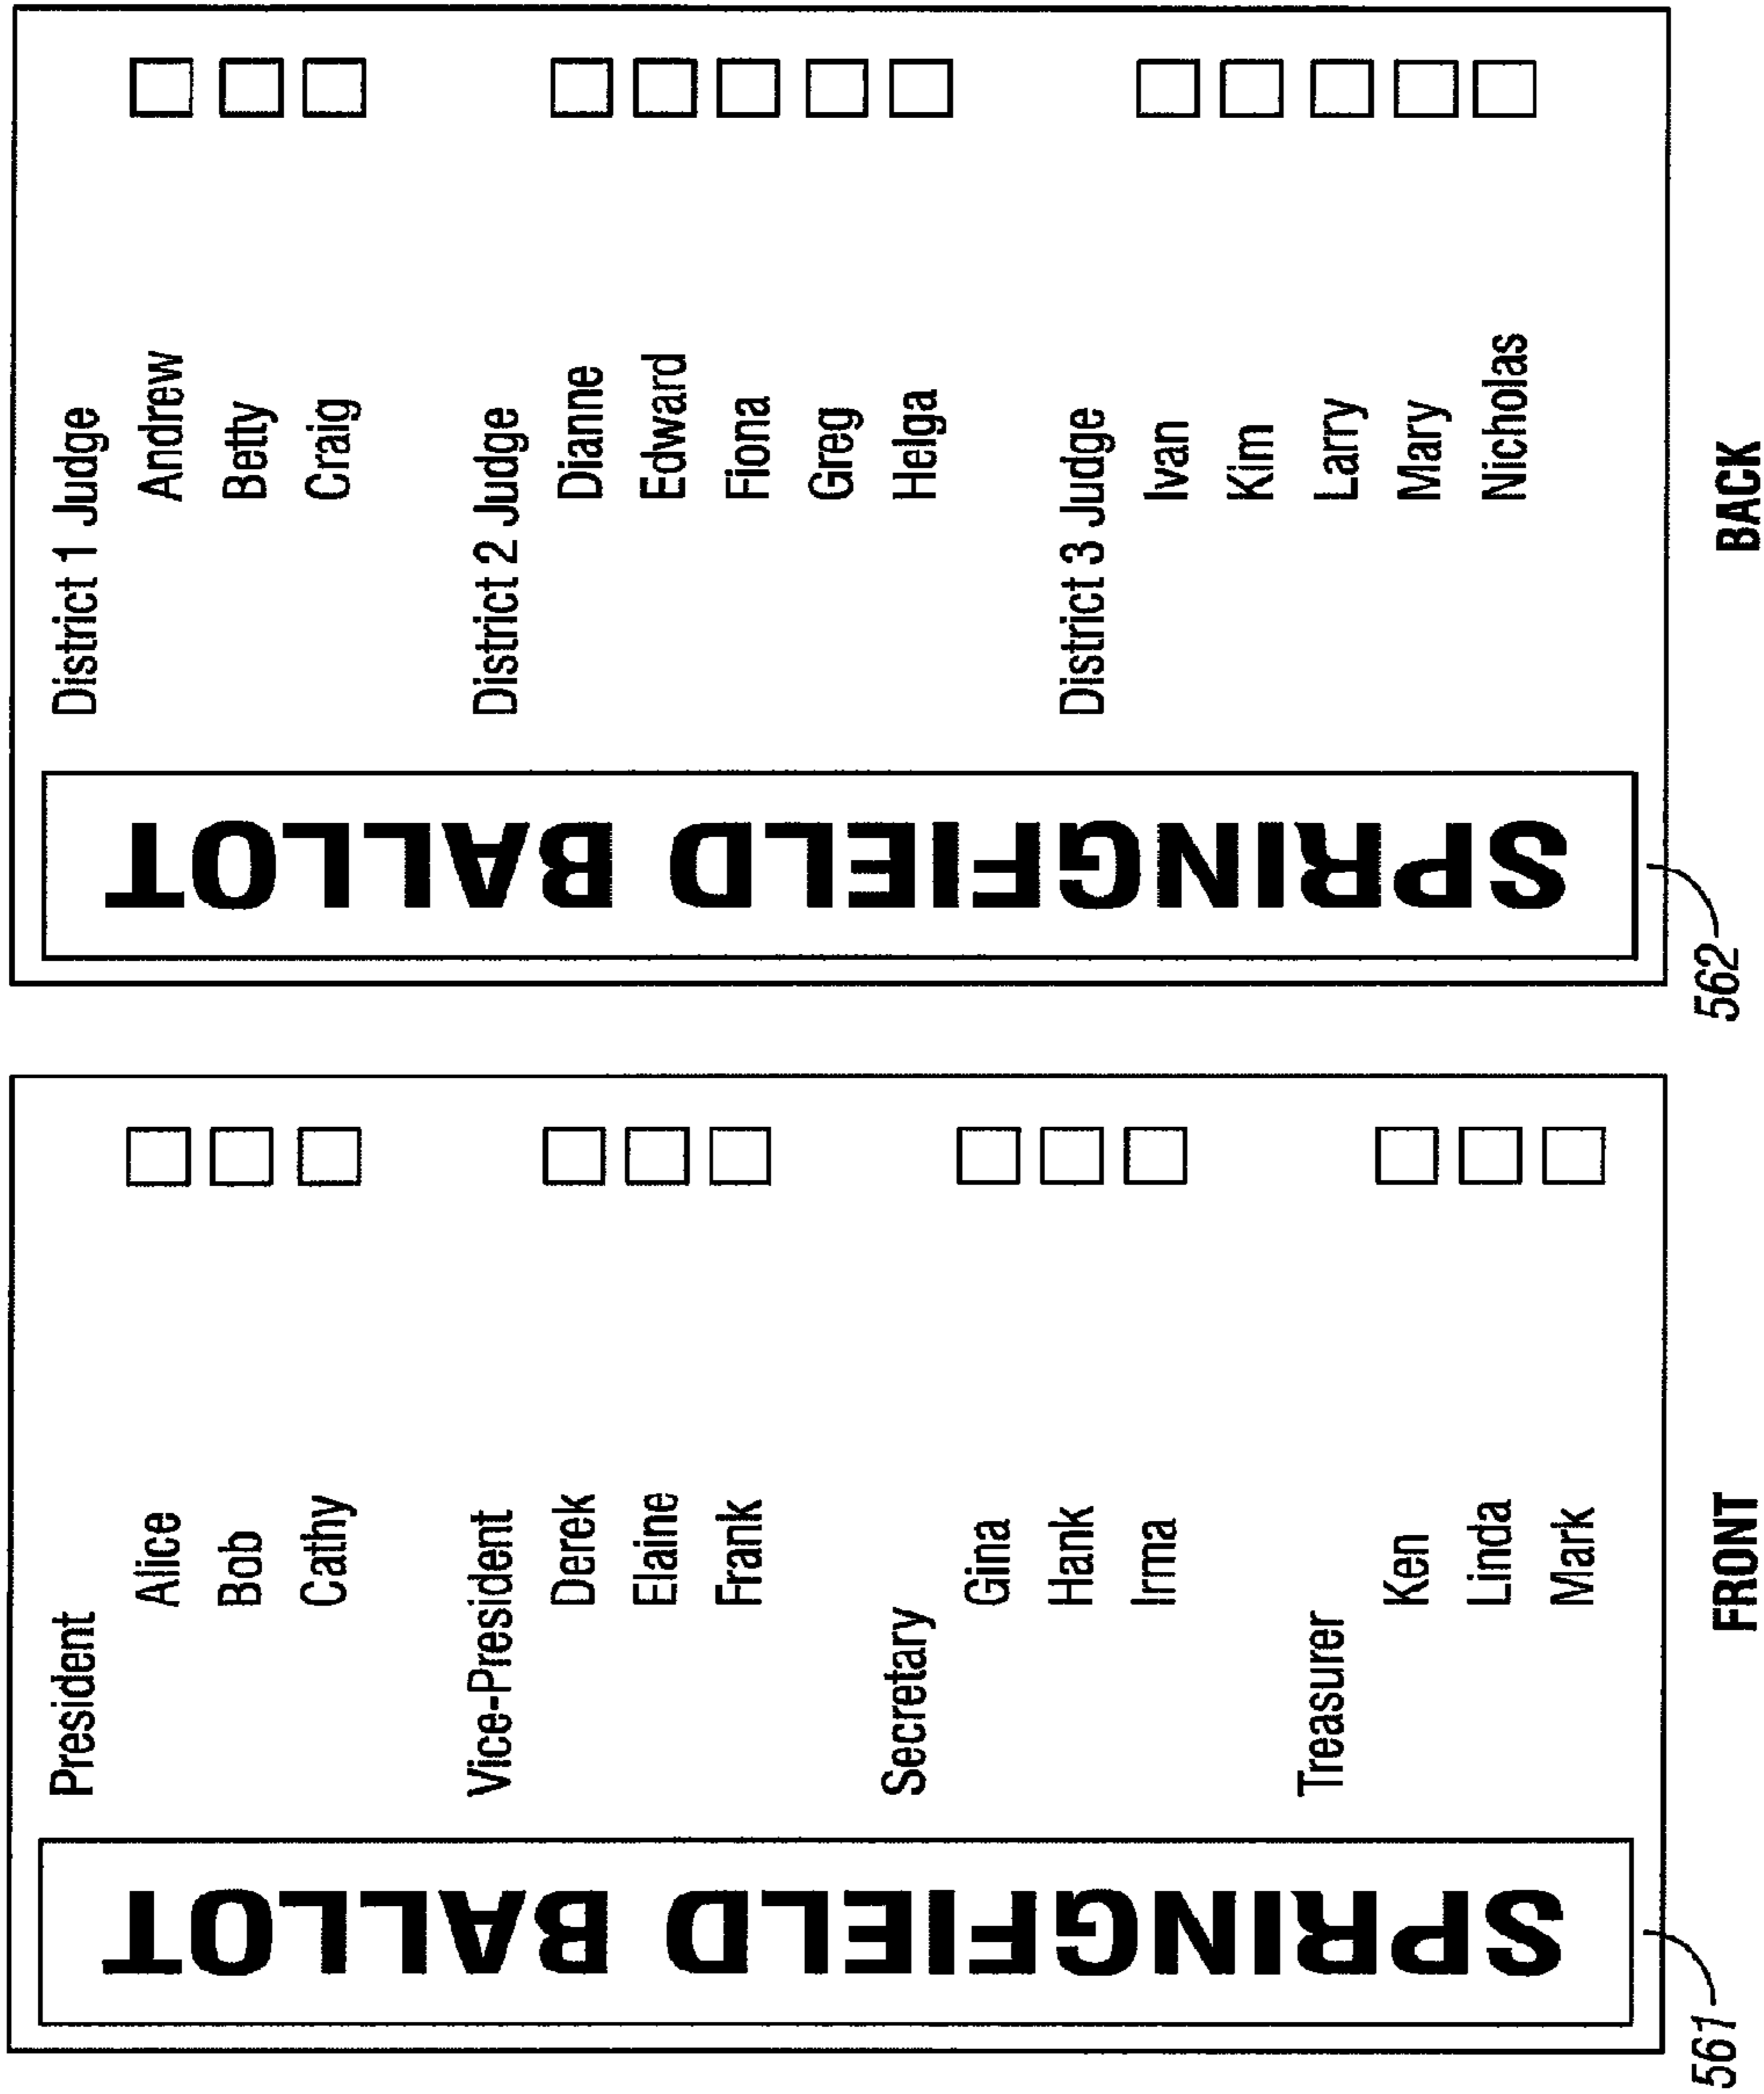 SPRINGFIELD BALLOT
President
Alice
Bob
Cathy
Vice-President
Derek
Elaine
Frank
Secretary
Gina
Hank
Irma
Treasurer
Ken
Linda
Mark
561
FRONT
SPRINGFIELD BALLOT
District 1 Judge
Andrew
Betty
Craig
District 2 Judge
Dianne
Edward
Fiona
Greg
Helga
District 3 Judge
Ivan
Kim
Larry
Mary
Nicholas
562
BACK